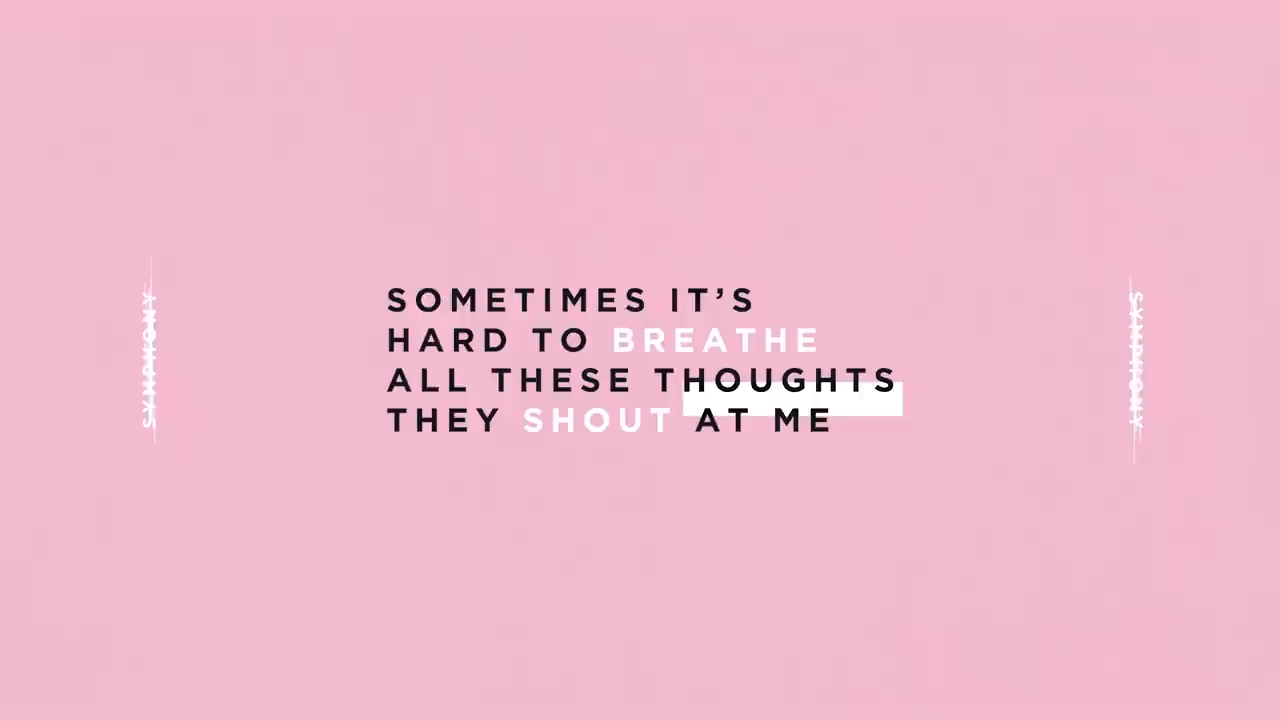 SYMPHONY
SOMETIMES IT’S
HARD TO BREATHE
ALL THESE THOUGHTS
THEY SHOUT AT ME
SYMPHONY